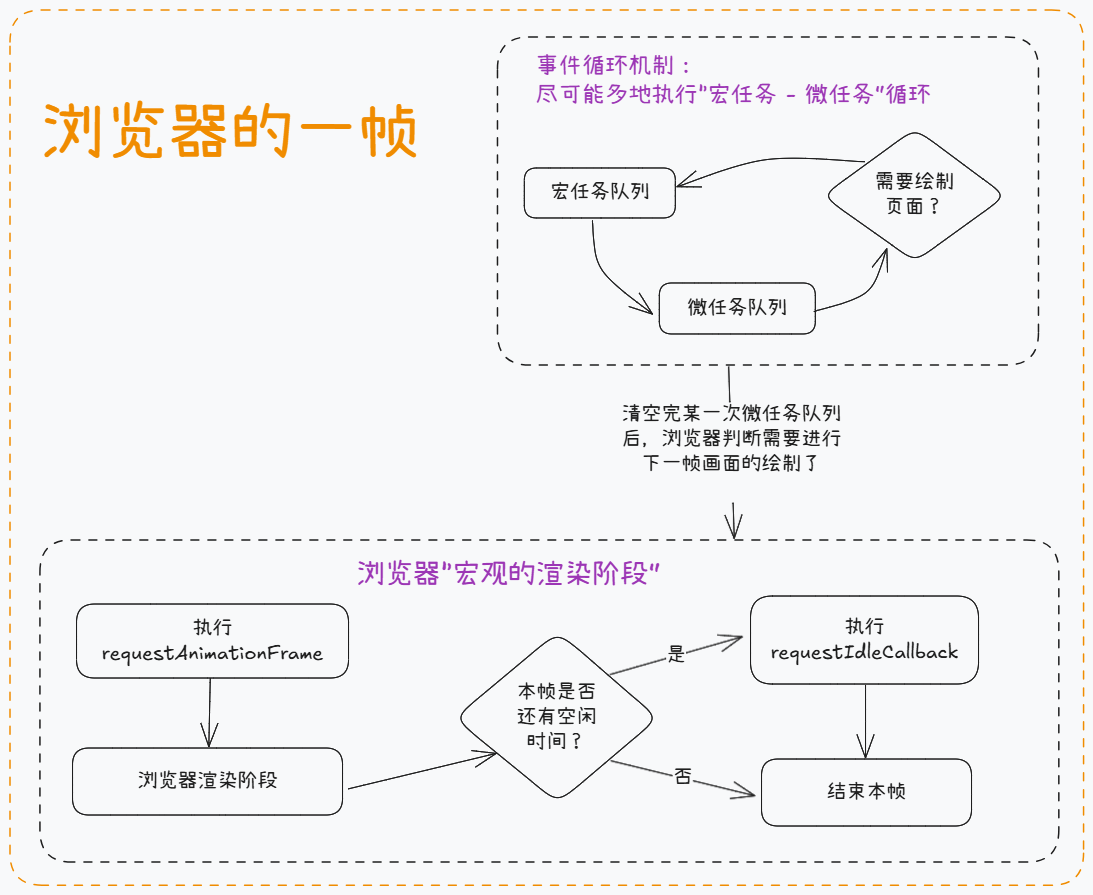 浏览器的一帧
事件循环机制：
尽可能多地执行"宏任务 - 微任务"循环
宏任务队列
需要绘制
页面？
微任务队列
清空完某一次微任务队列
后，浏览器判断需要进行
下一帧画面的绘制了
浏览器"宏观的渲染阶段"
执行
requestAnimationFrame
浏览器渲染阶段
本帧是否
还有空闲
时间？
是
否
执行
requestIdleCallback
结束本帧